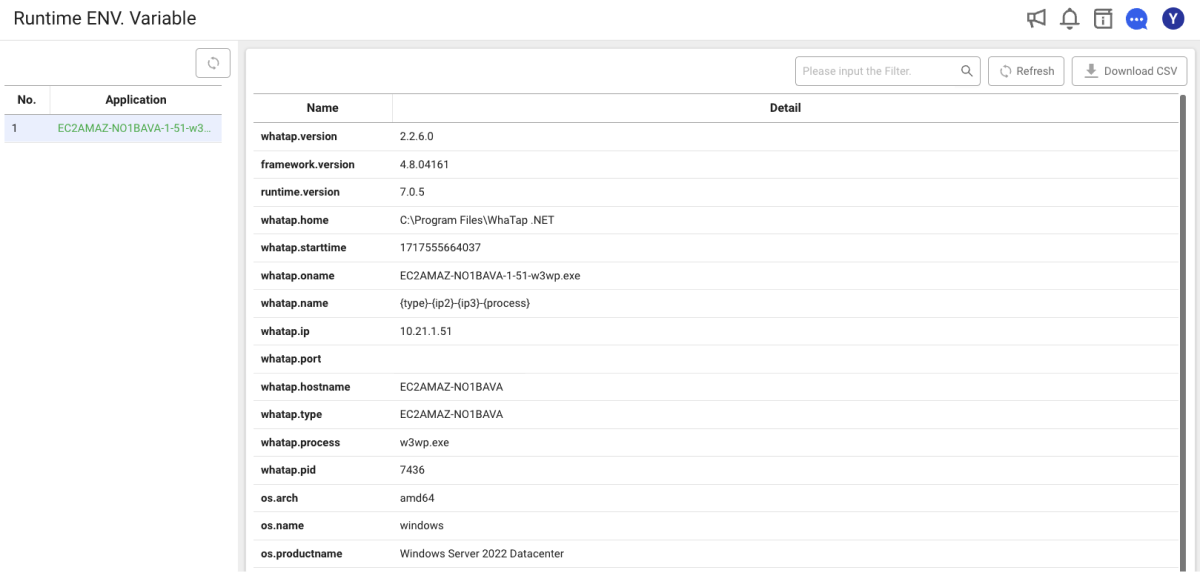 Runtime ENV. Variable
Y
Please input the Filter.
Refresh
Download CSV
No. Application
1 EC2AMAZ-NO1BAVA-1-51-w3...
Name Detail
whatap.version 2.2.6.0
framework.version 4.8.04161
runtime.version 7.0.5
whatap.home C:\Program Files\WhaTap .NET
whatap.starttime 1717555664037
whatap.oname EC2AMAZ-NO1BAVA-1-51-w3wp.exe
whatap.name {type}-{ip2}-{ip3}-{process}
whatap.ip 10.21.1.51
whatap.port
whatap.hostname EC2AMAZ-NO1BAVA
whatap.type EC2AMAZ-NO1BAVA
whatap.process w3wp.exe
whatap.pid 7436
os.arch amd64
os.name windows
os.productname Windows Server 2022 Datacenter